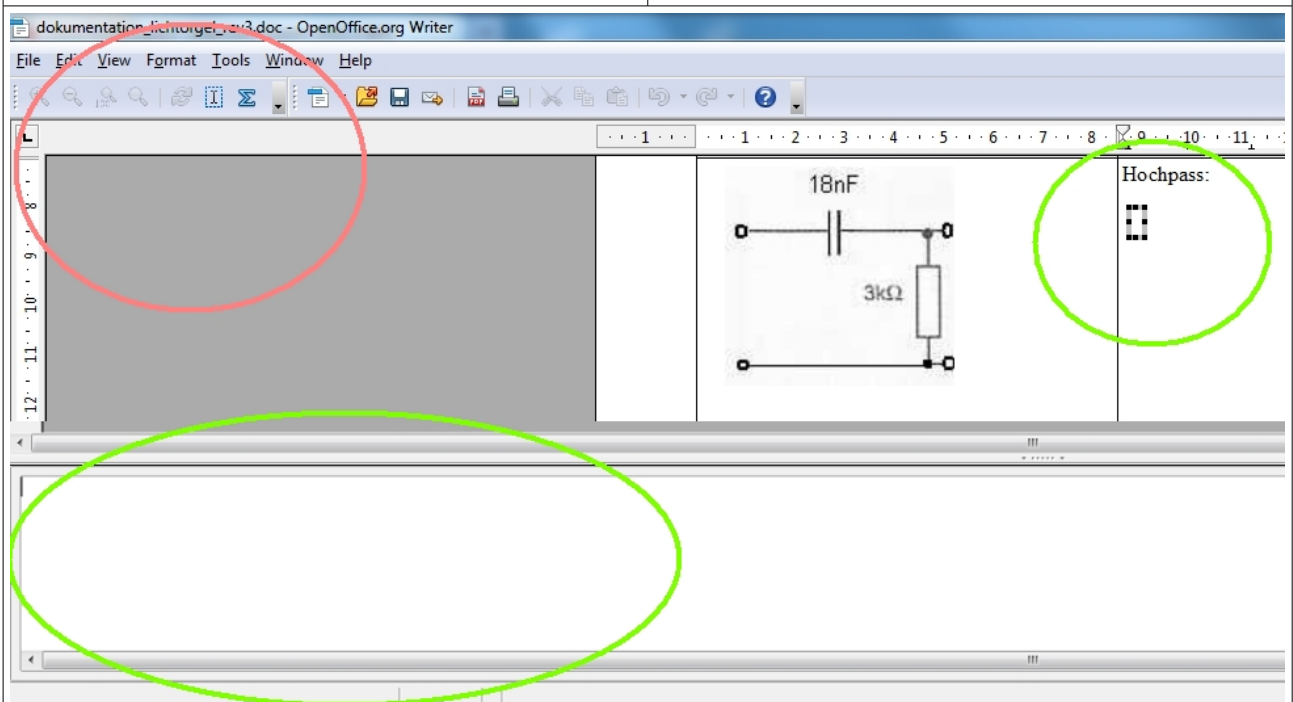 dokumentation_lichtorgel_rev3.doc - OpenOffice.org Writer
File Edit View Format Tools Window Help
1 1 2 3 4 5 6 7 8 9 10 11
8
9
10
11
12
18nF
3kΩ
Hochpass: